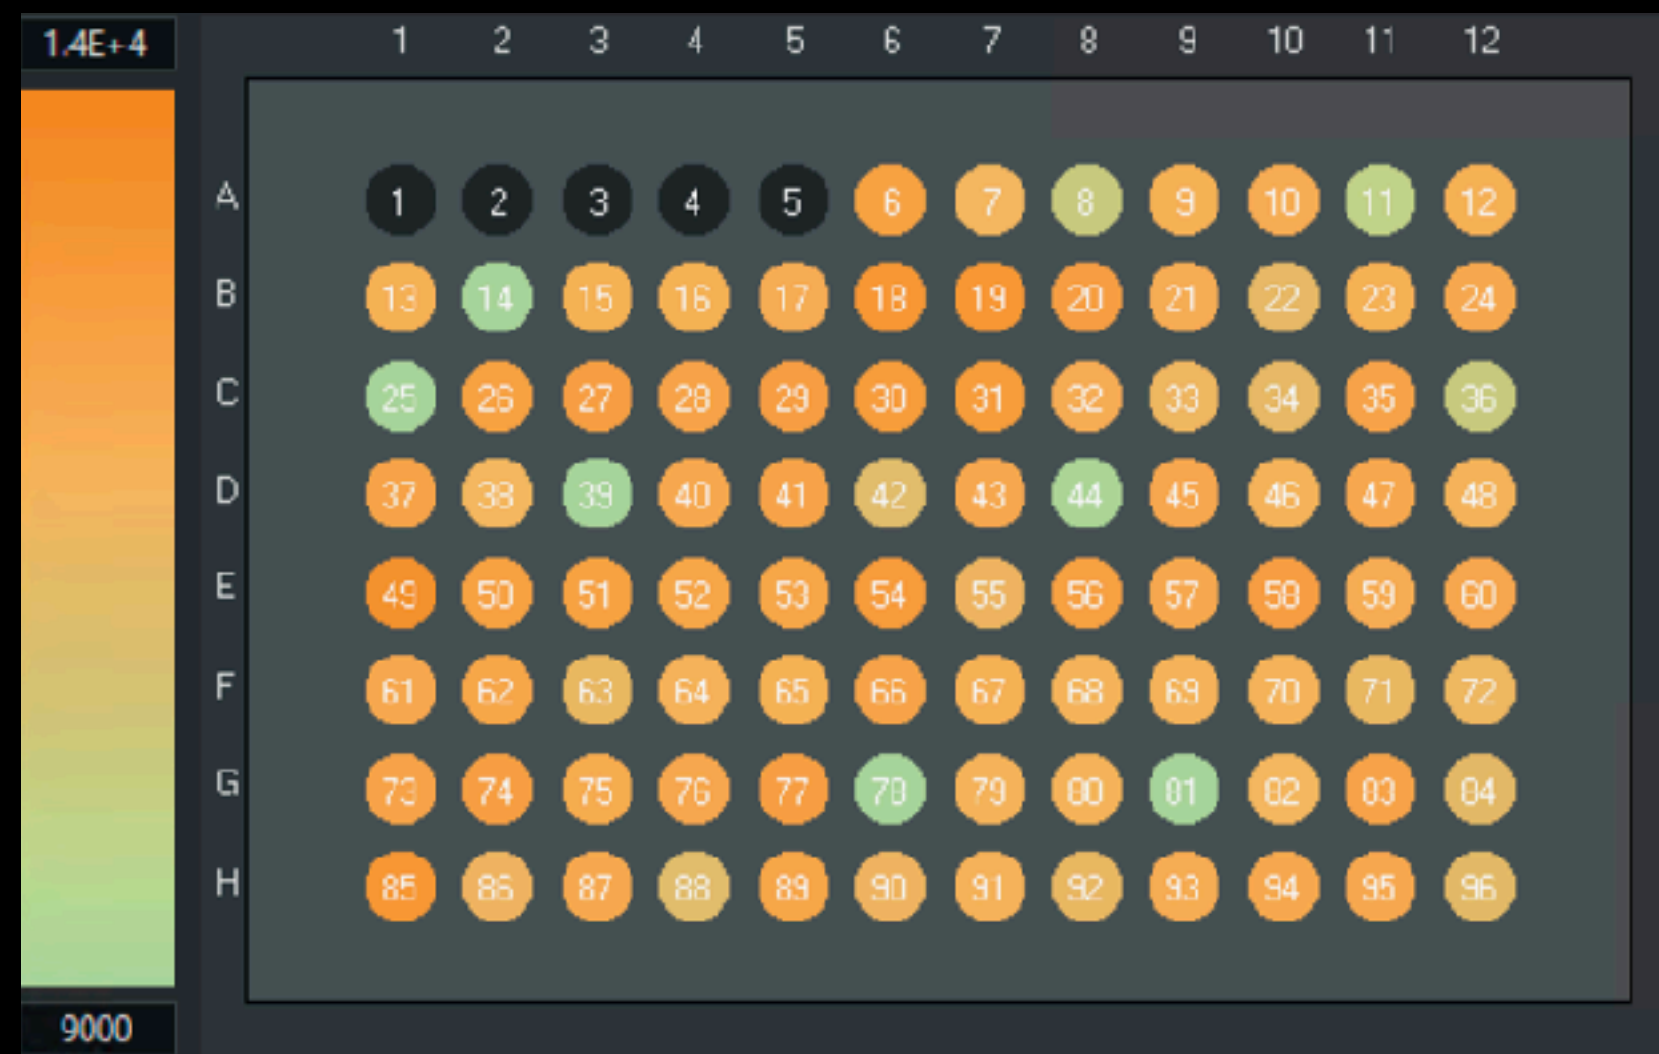 1.4E+4 1 2 3 4 5 6 7 8 9 10 11 12
A 1 2 3 4 5 6 7 8 9 10 11 12
B 13 14 15 16 17 18 19 20 21 22 23 24
C 25 26 27 28 29 30 31 32 33 34 35 36
D 37 38 39 40 41 42 43 44 45 46 47 48
E 49 50 51 52 53 54 55 56 57 58 59 60
F 61 62 63 64 65 66 67 68 69 70 71 72
G 73 74 75 76 77 78 79 80 81 82 83 84
H 85 86 87 88 89 90 91 92 93 94 95 96
9000